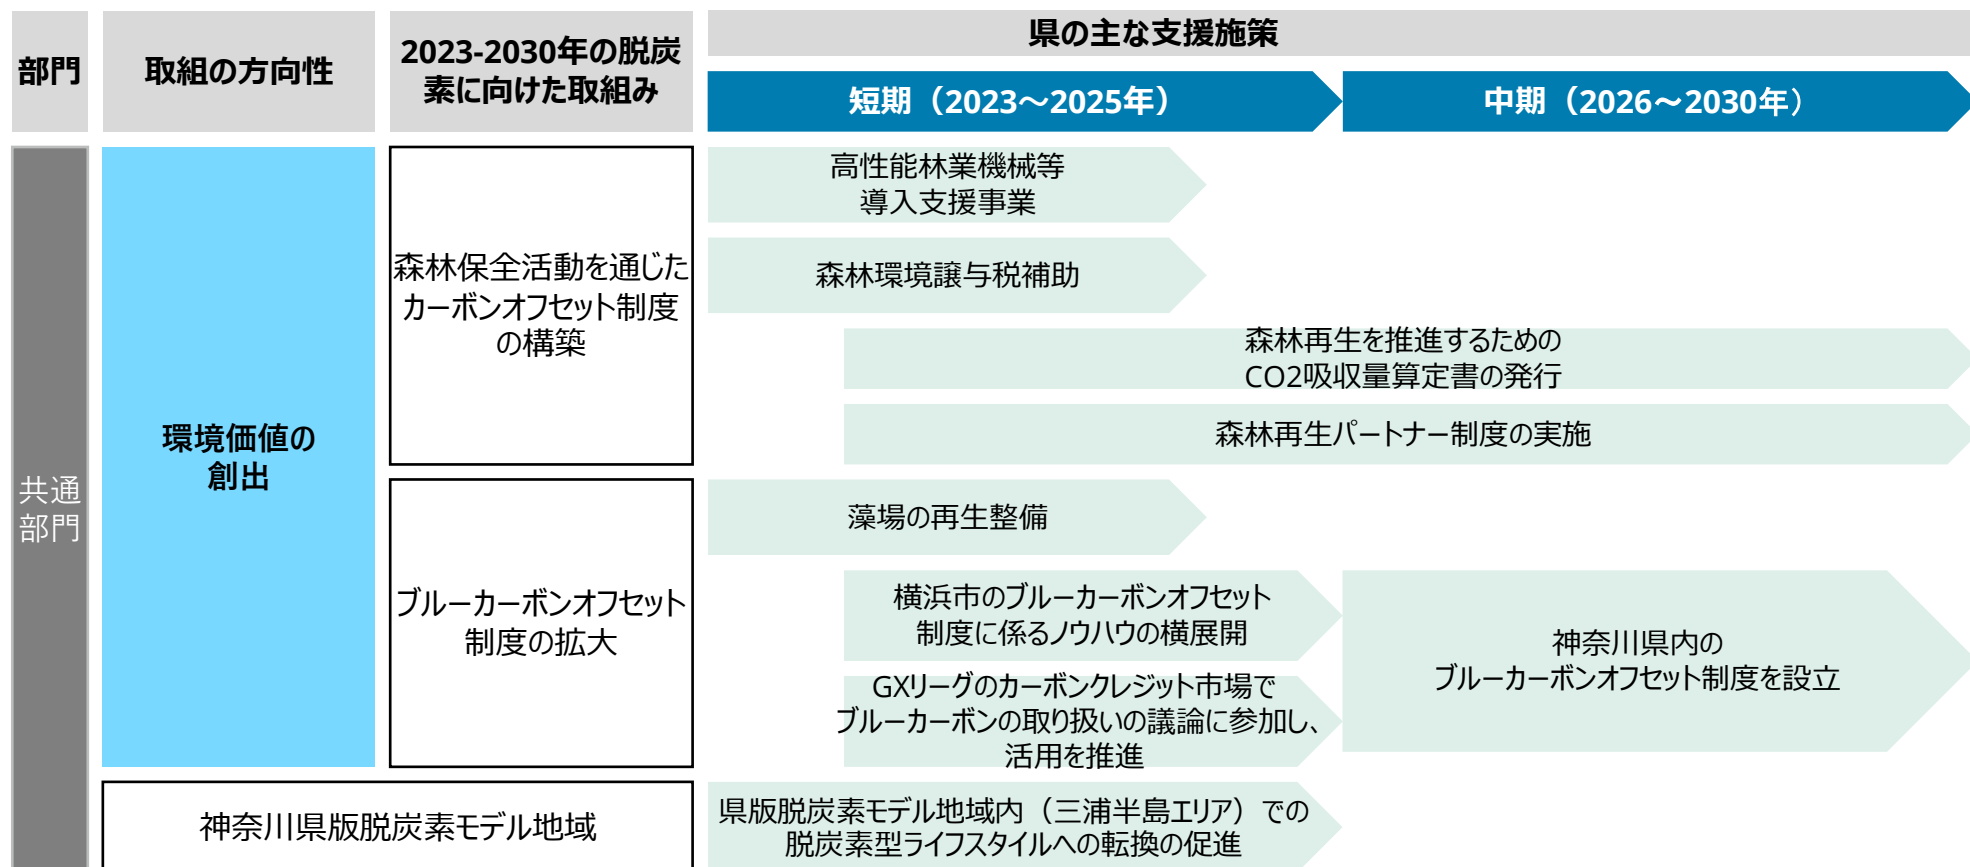 部門
取組の方向性
2023-2030年の脱炭
素に向けた取組み
県の主な支援施策
短期（2023～2025年）
中期（2026～2030年）
共通
部門
環境価値の
創出
森林保全活動を通じた
カーボンオフセット制度
の構築
高性能林業機械等
導入支援事業
森林環境譲与税補助
森林再生を推進するための
CO2吸収量算定書の発行
森林再生パートナー制度の実施
ブルーカーボンオフセット
制度の拡大
藻場の再生整備
横浜市のブルーカーボンオフセット
制度に係るノウハウの横展開
GXリーグのカーボンクレジット市場で
ブルーカーボンの取り扱いの議論に参加し、
活用を推進
神奈川県内の
ブルーカーボンオフセット制度を設立
神奈川県版脱炭素モデル地域
県版脱炭素モデル地域内（三浦半島エリア）での
脱炭素型ライフスタイルへの転換の促進